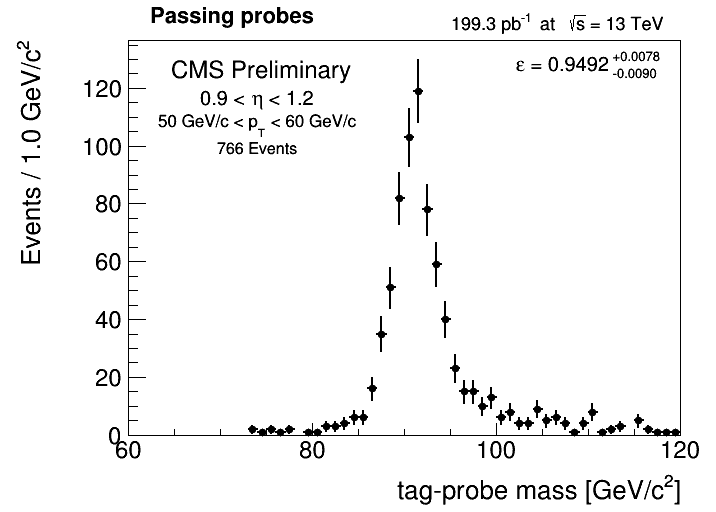 Passing probes
199.3 pb⁻¹ at √s = 13 TeV
CMS Preliminary
ε = 0.9492 +0.0078 -0.0090
0.9 < η < 1.2
50 GeV/c < p_T < 60 GeV/c
766 Events
Events / 1.0 GeV/c²
120
100
80
60
40
20
0
60 80 100 120
tag-probe mass [GeV/c²]